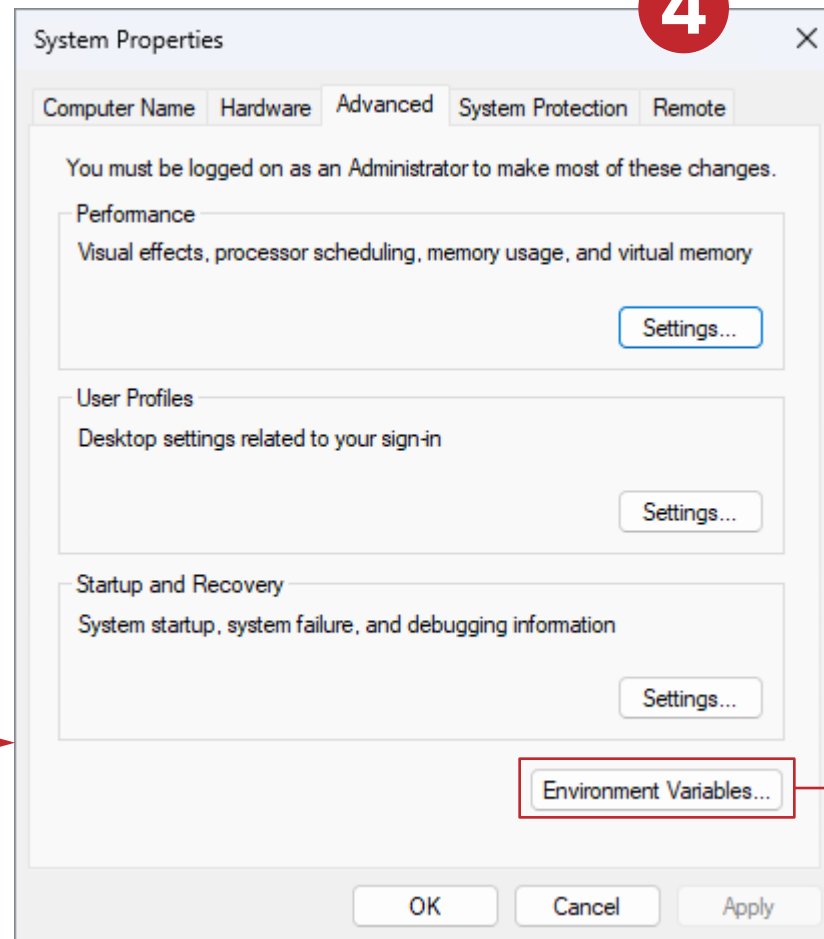 4
System Properties
Computer Name Hardware Advanced System Protection Remote
You must be logged on as an Administrator to make most of these changes.
Performance
Visual effects, processor scheduling, memory usage, and virtual memory
Settings...
User Profiles
Desktop settings related to your sign-in
Settings...
Startup and Recovery
System startup, system failure, and debugging information
Settings...
Environment Variables...
OK Cancel Apply